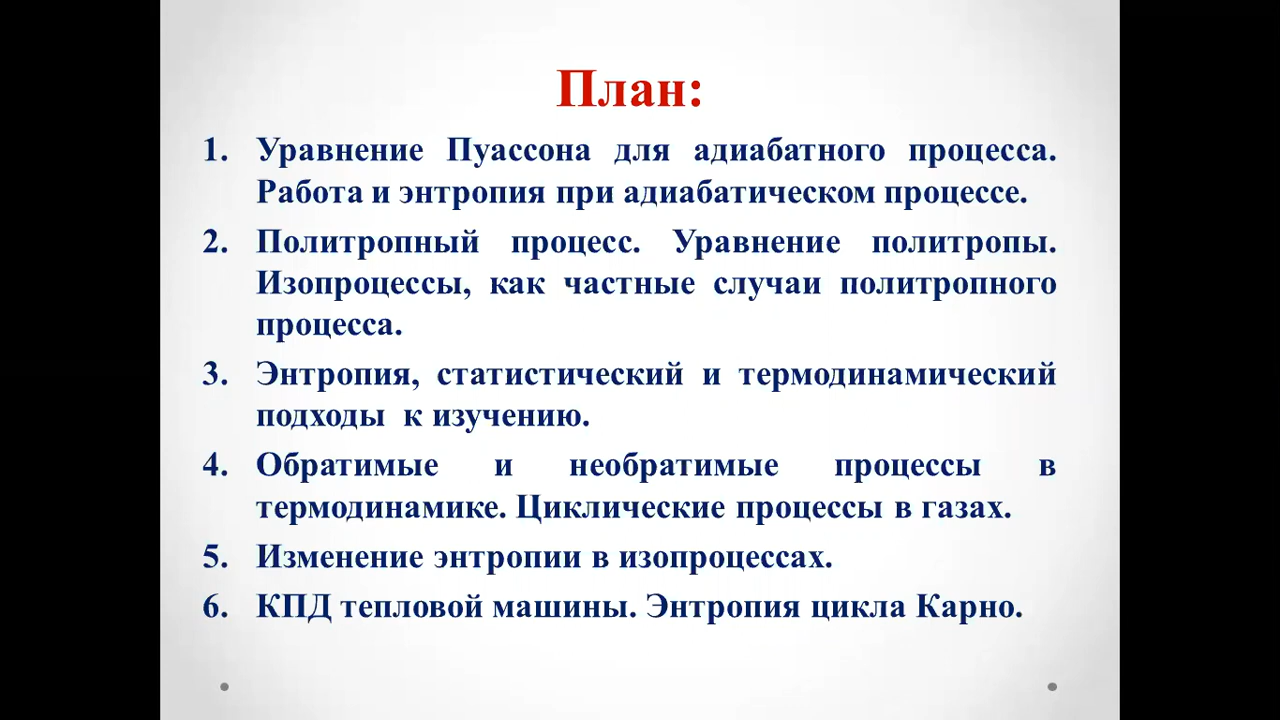 План:
1. Уравнение Пуассона для адиабатного процесса.
Работа и энтропия при адиабатическом процессе.
2. Политропный процесс. Уравнение политропы.
Изопроцессы, как частные случаи политропного
процесса.
3. Энтропия, статистический и термодинамический
подходы к изучению.
4. Обратимые и необратимые процессы в
термодинамике. Циклические процессы в газах.
5. Изменение энтропии в изопроцессах.
6. КПД тепловой машины. Энтропия цикла Карно.